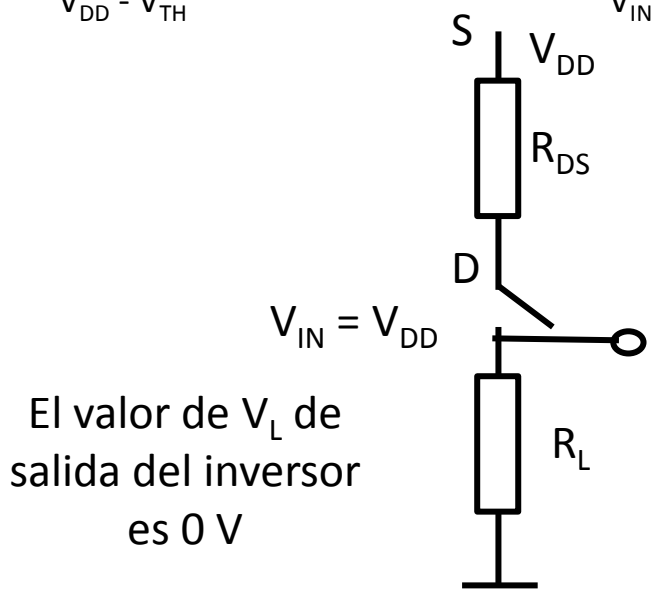 V_DD - V_TH
V_IN
S
V_DD
R_DS
D
V_IN = V_DD
El valor de V_L de
salida del inversor
es 0 V
R_L